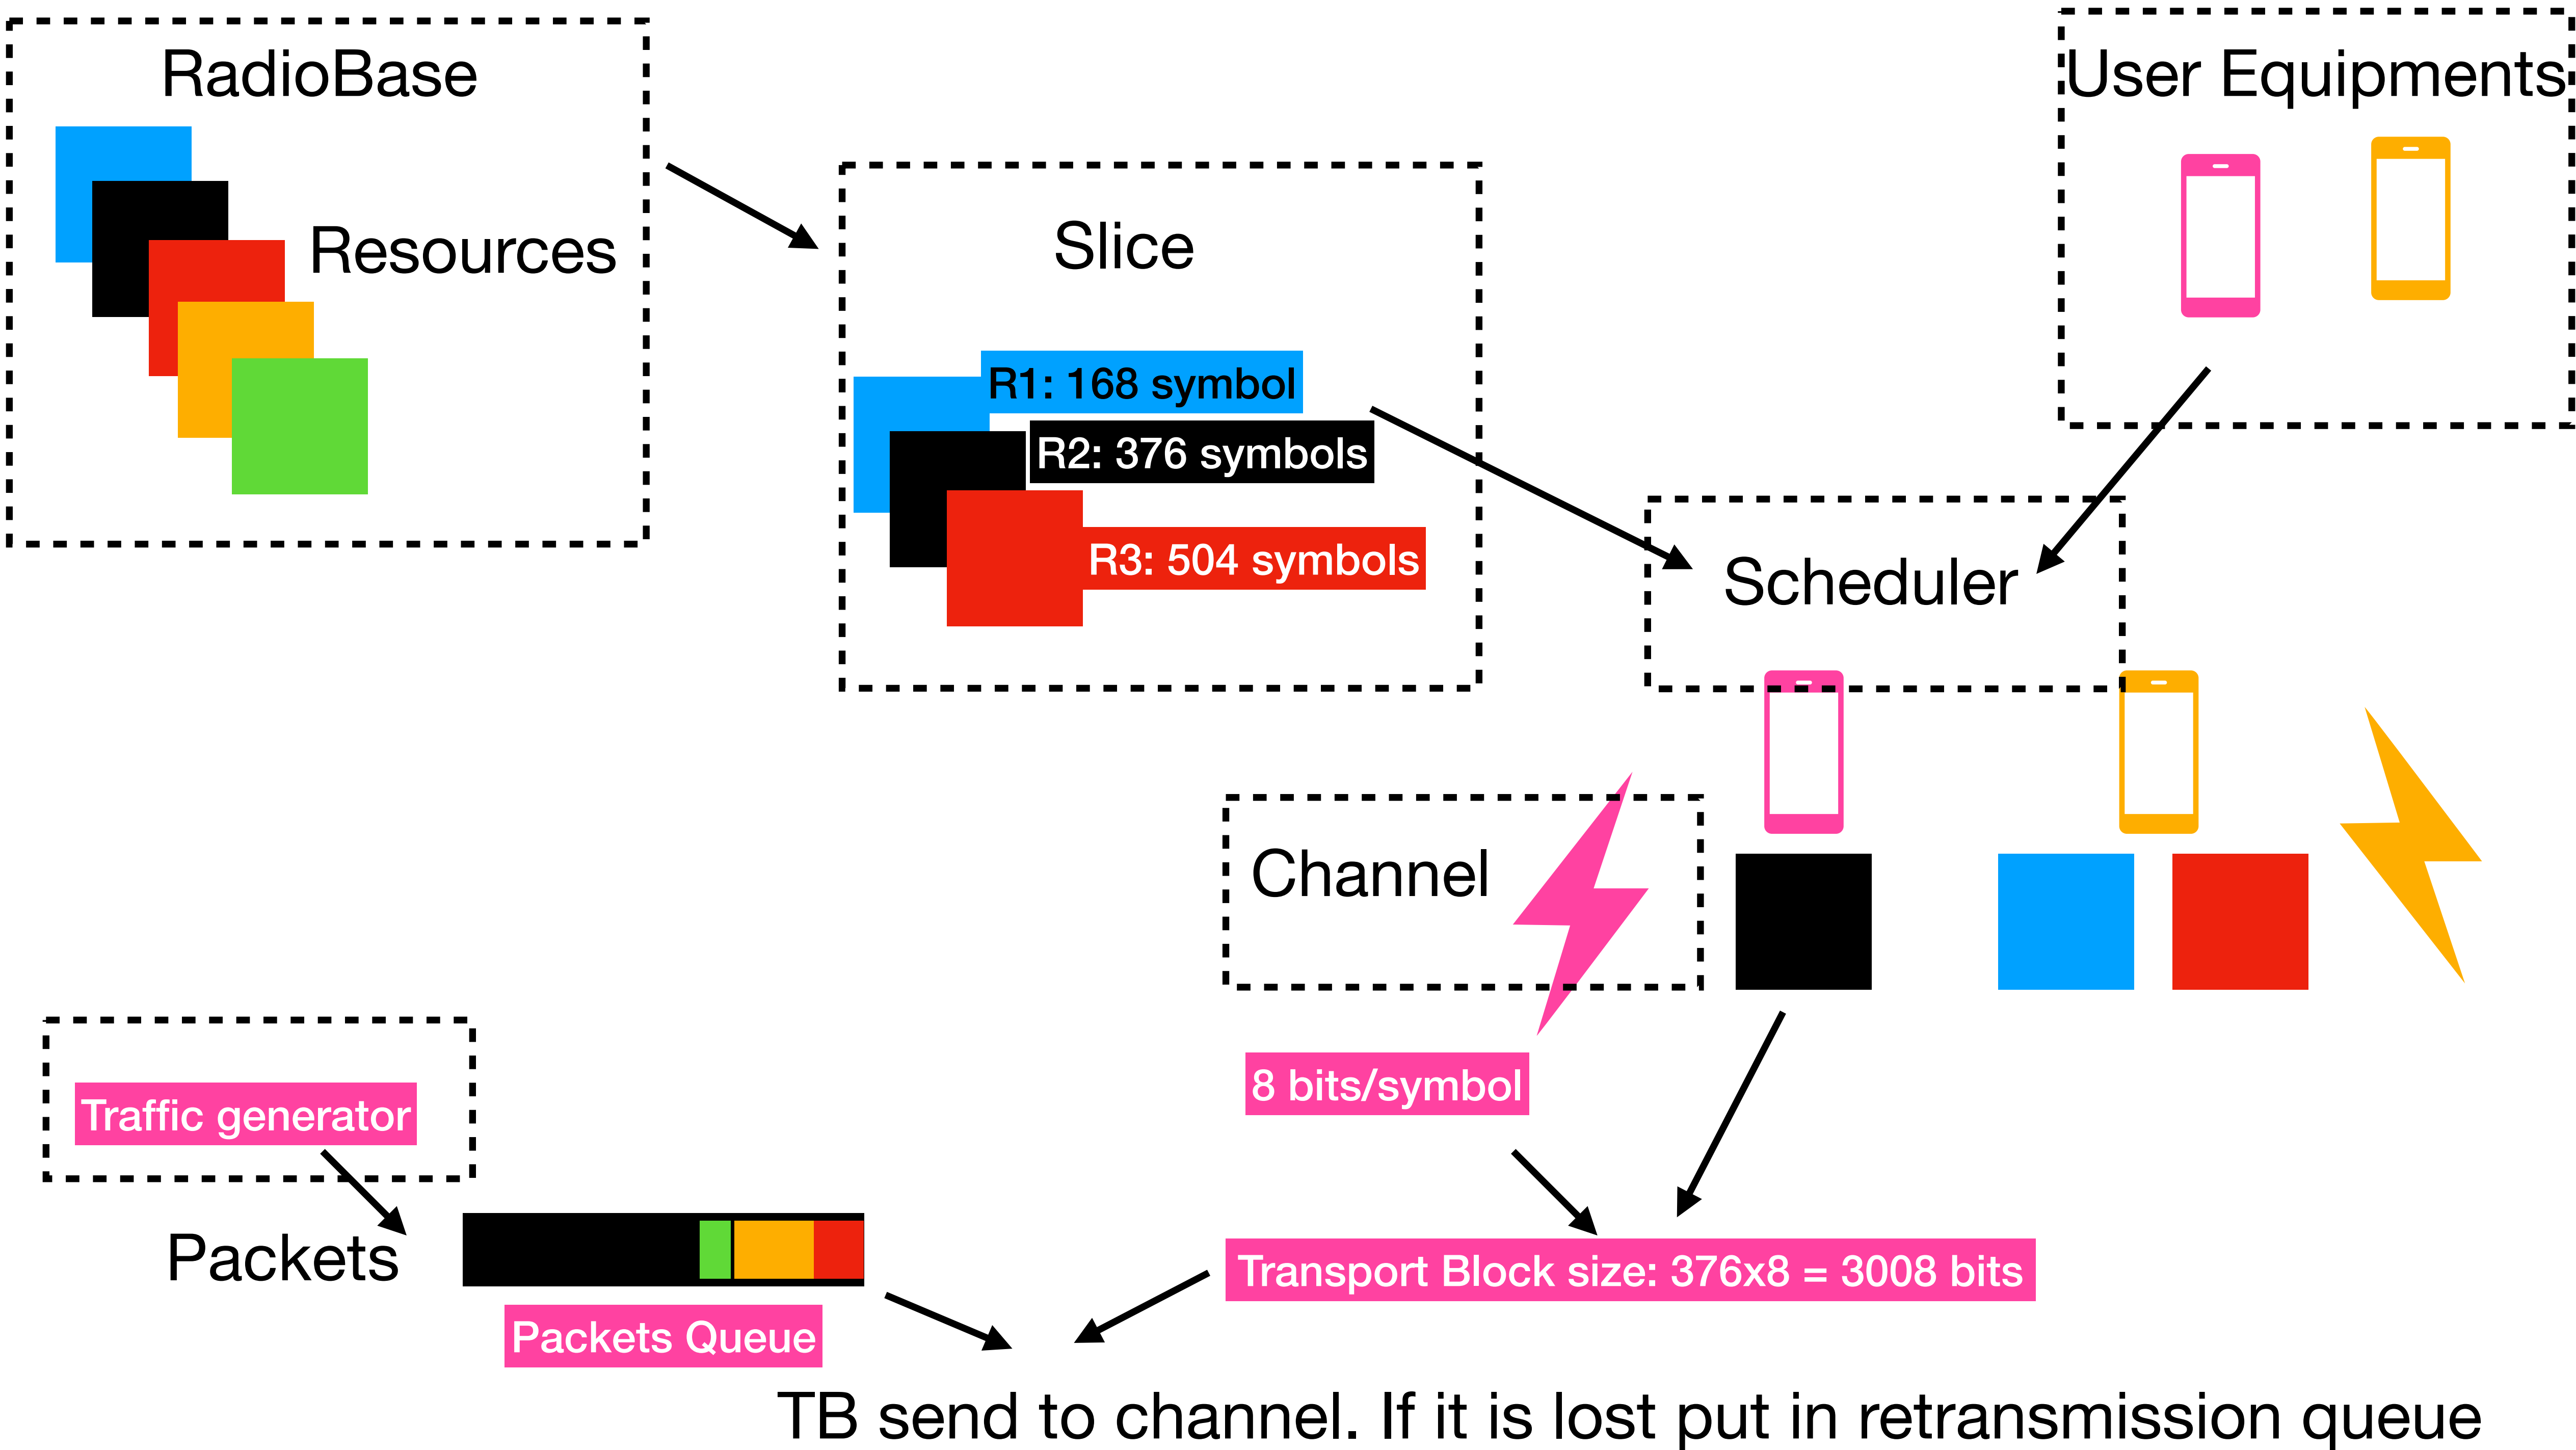 RadioBase
Resources
User Equipments
Slice
R1: 168 symbol
R2: 376 symbols
R3: 504 symbols
Scheduler
Channel
8 bits/symbol
Traffic generator
Packets
Packets Queue
Transport Block size: 376x8 = 3008 bits
TB send to channel. If it is lost put in retransmission queue